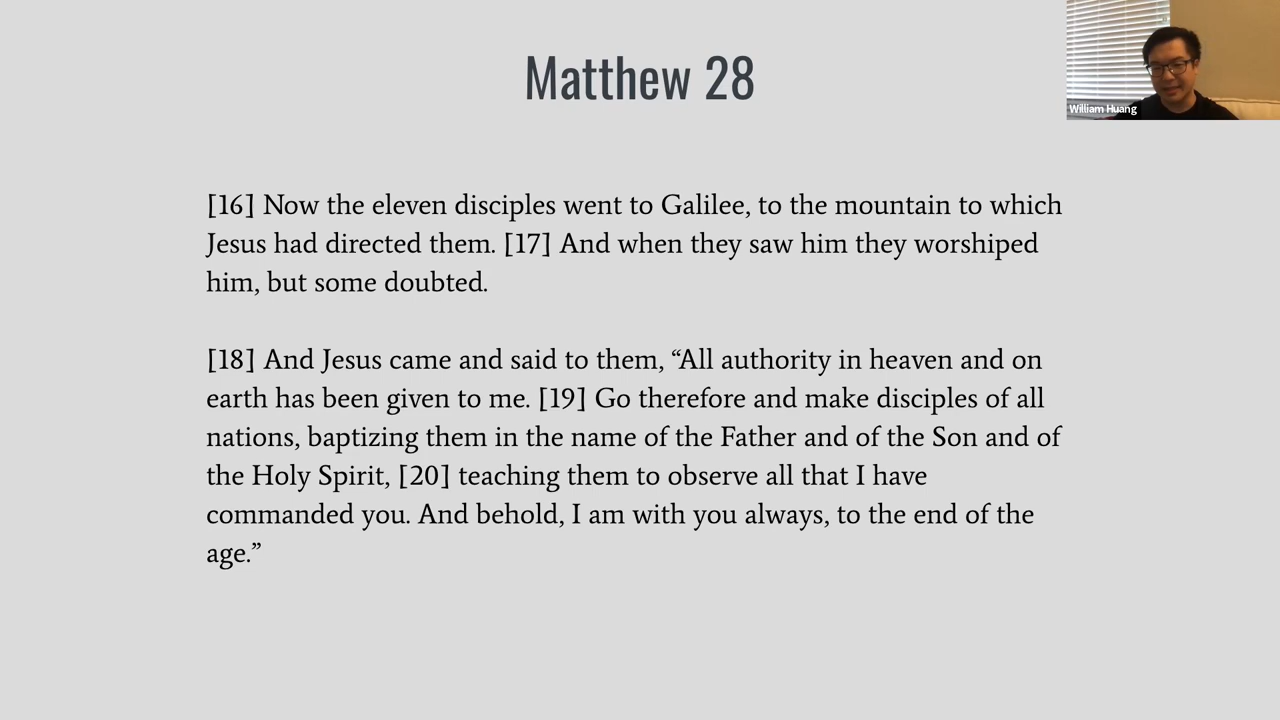 Matthew 28
William Huang
[16] Now the eleven disciples went to Galilee, to the mountain to which
Jesus had directed them. [17] And when they saw him they worshiped
him, but some doubted.
[18] And Jesus came and said to them, “All authority in heaven and on
earth has been given to me. [19] Go therefore and make disciples of all
nations, baptizing them in the name of the Father and of the Son and of
the Holy Spirit, [20] teaching them to observe all that I have
commanded you. And behold, I am with you always, to the end of the
age.”